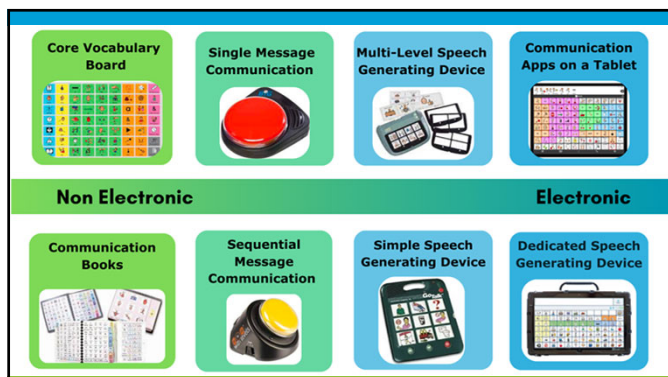 Core Vocabulary
Board
Single Message
Communication
Multi-Level Speech
Generating Device
Communication
Apps on a Tablet
Non Electronic
Electronic
Communication
Books
Sequential
Message
Communication
Simple Speech
Generating Device
Dedicated Speech
Generating Device